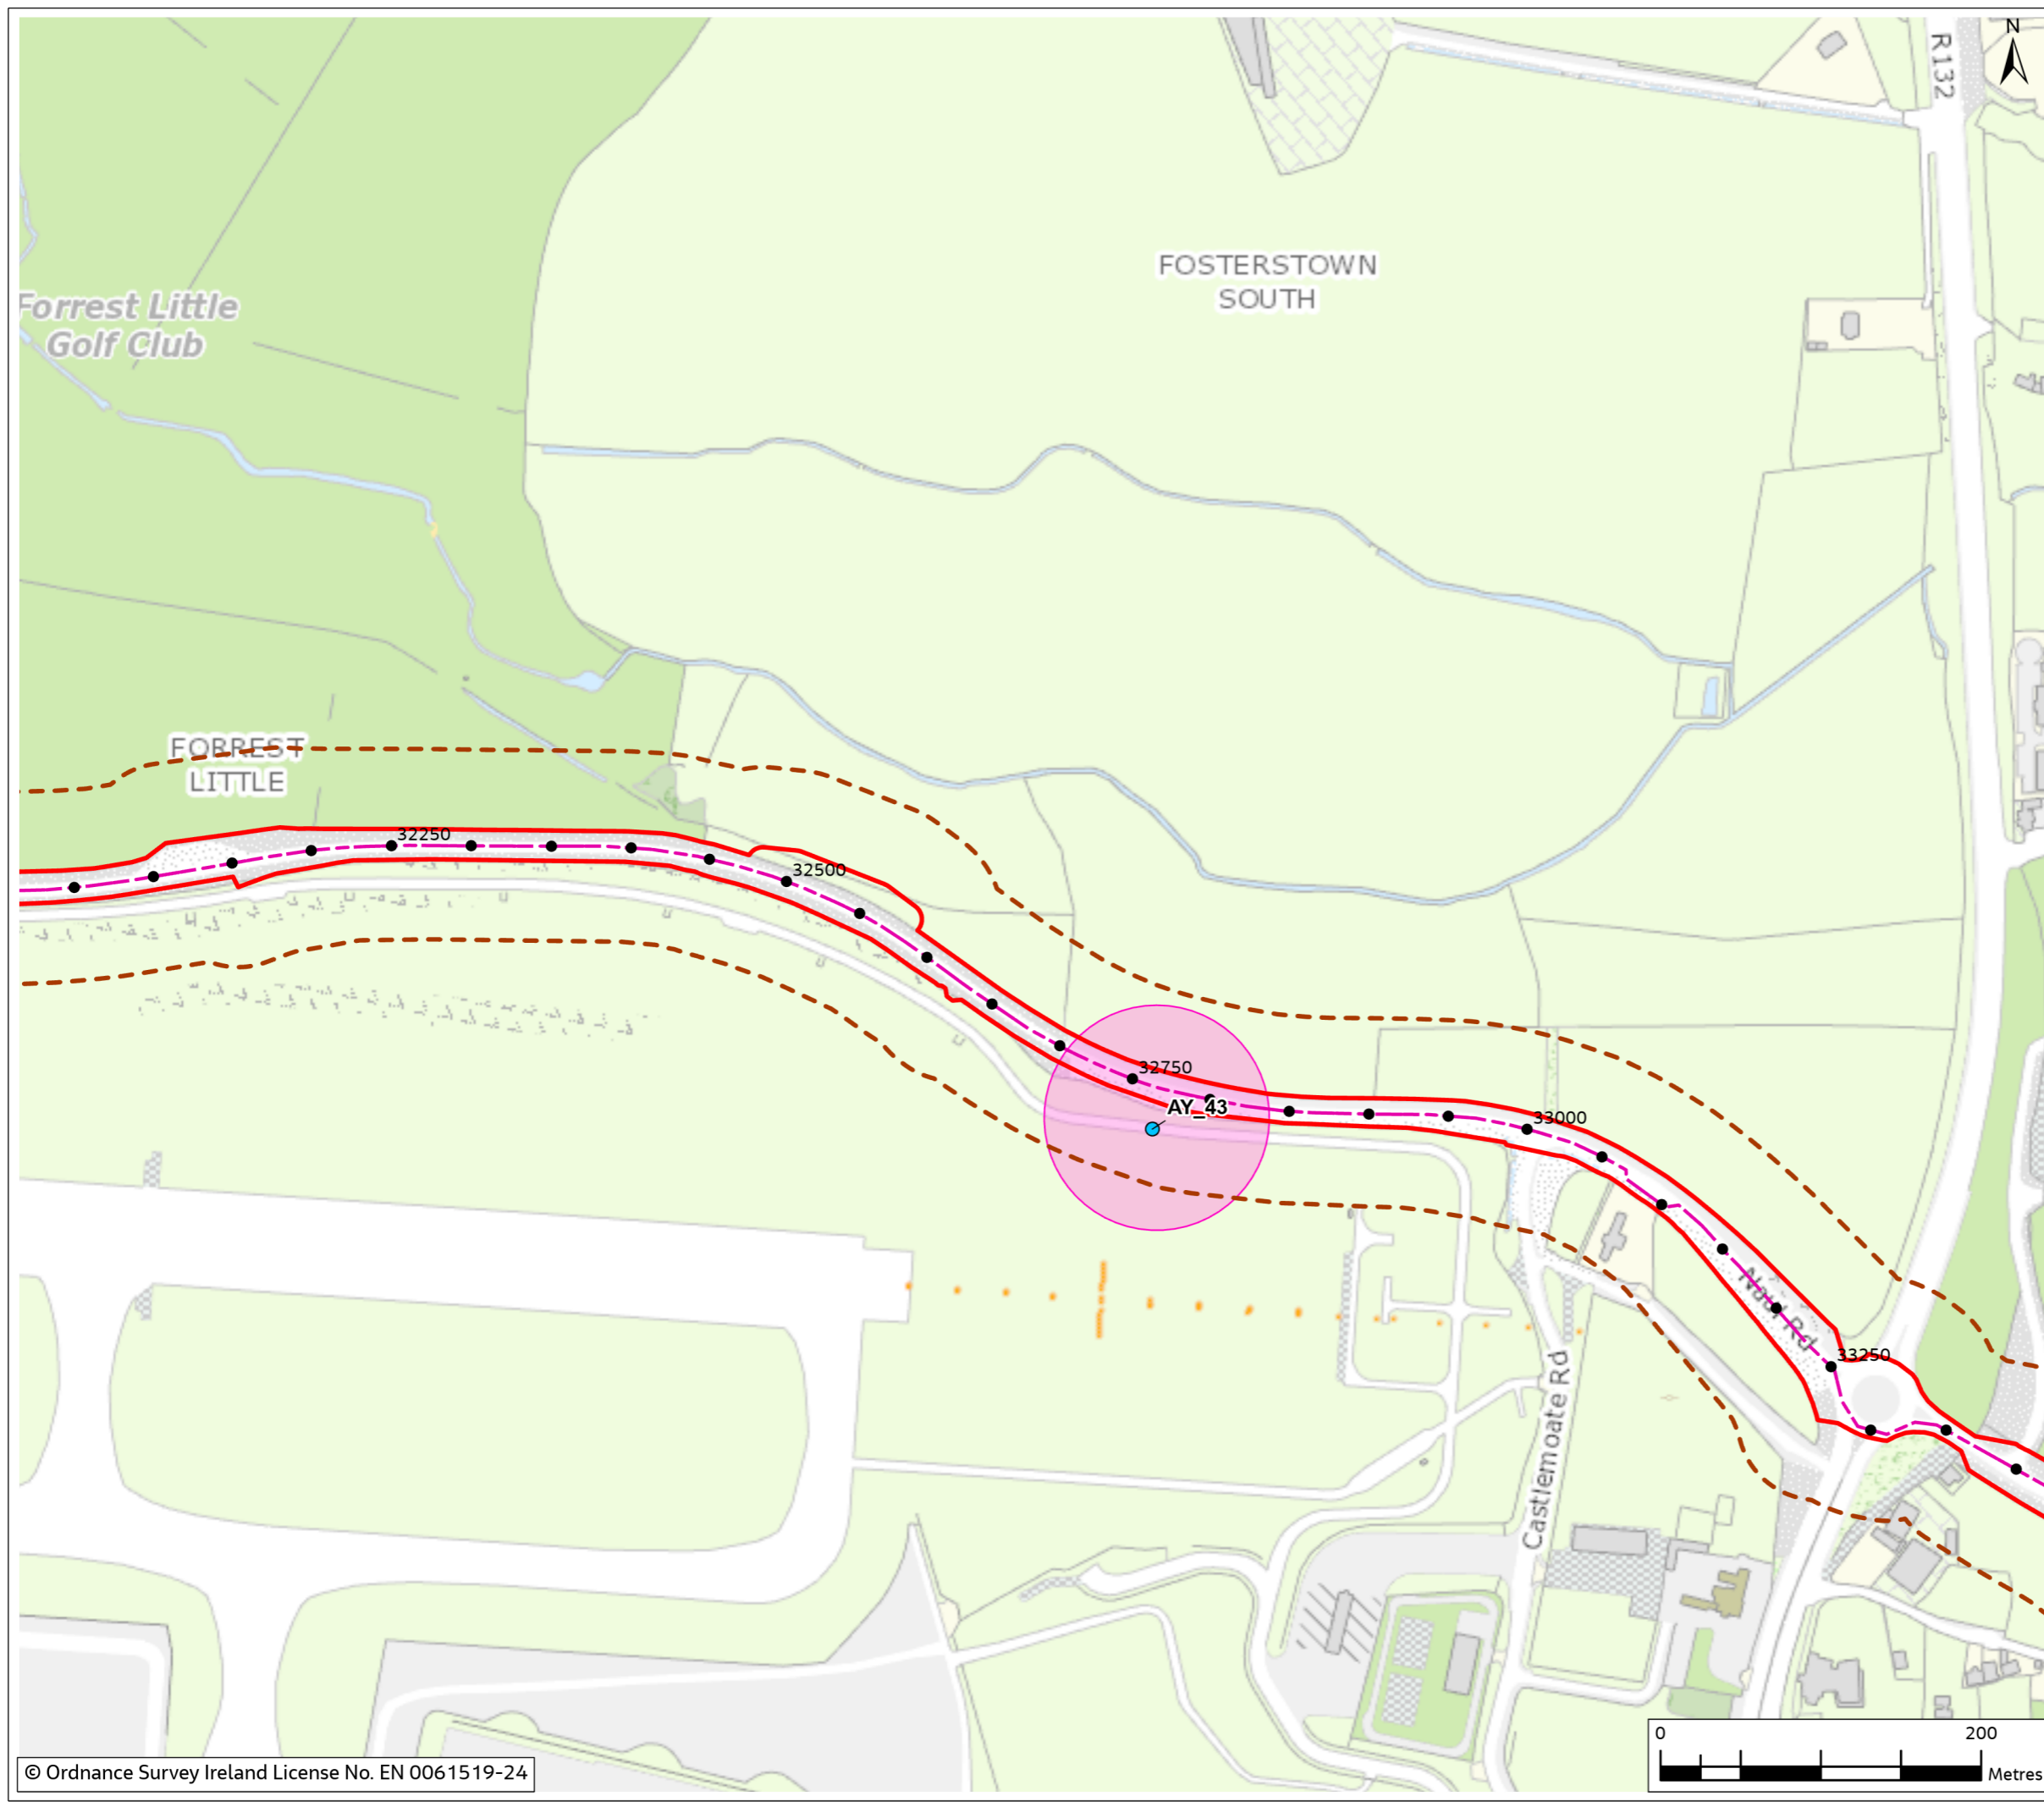 N
R132
FOSTERSTOWN
SOUTH
Forrest Little
Golf Club
FORREST
LITTLE
32250
32500
32750
AY_43
33000
Naul Rd
33250
Castlemoate Rd
0 200
Metres
© Ordnance Survey Ireland License No. EN 0061519-24